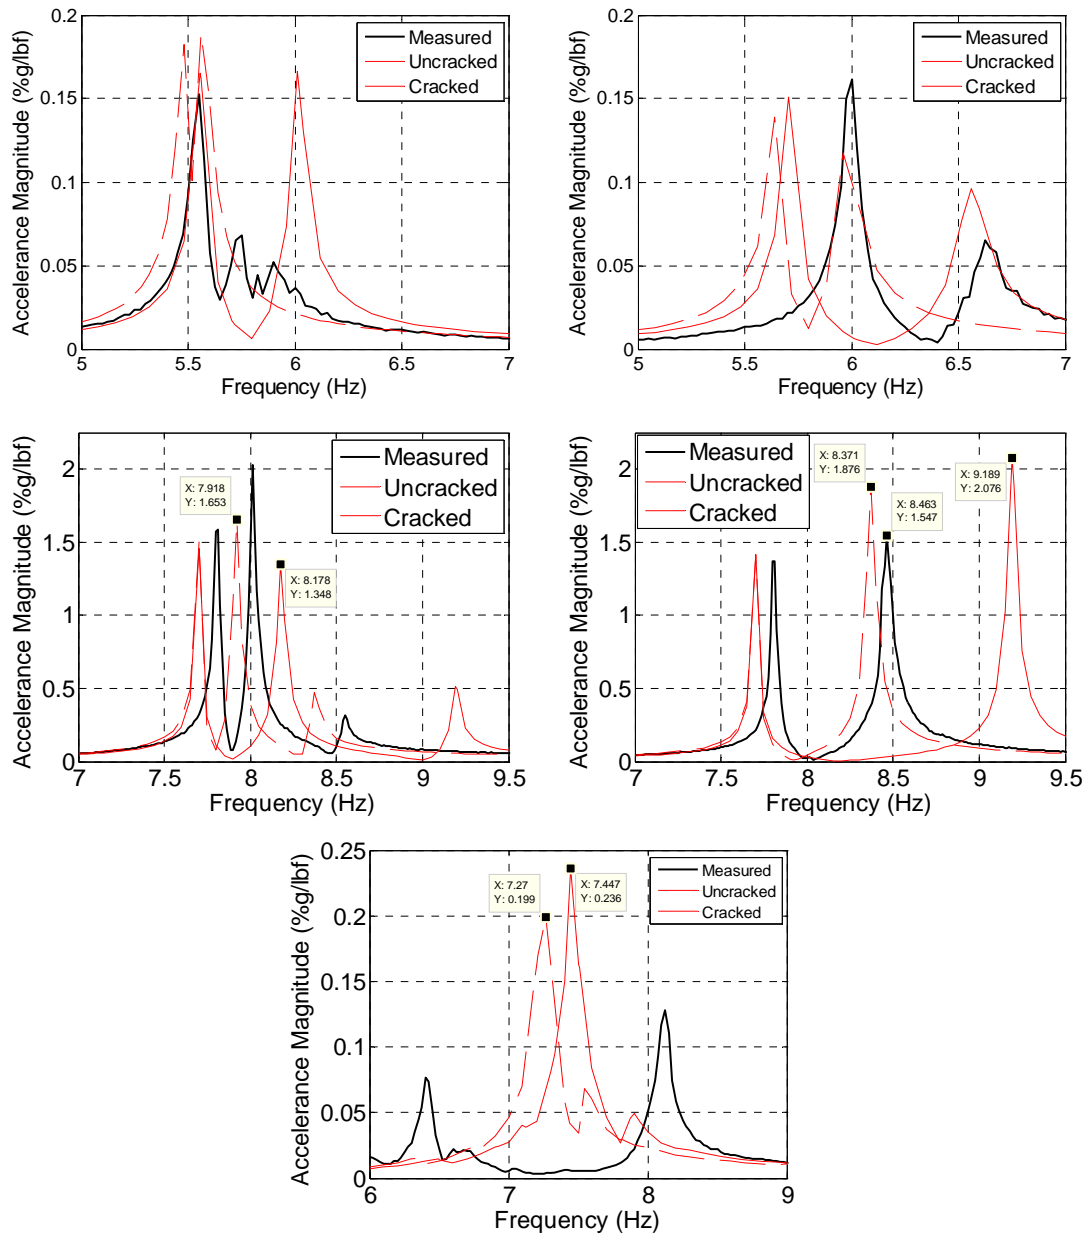 0.2
0.15
0.1
0.05
0
Accelerance Magnitude (%g/lbf)
5
5.5
6
6.5
7
Frequency (Hz)
Measured
Uncracked
Cracked
0.2
0.15
0.1
0.05
0
Accelerance Magnitude (%g/lbf)
5
5.5
6
6.5
7
Frequency (Hz)
Measured
Uncracked
Cracked
2
1.5
1
0.5
0
Accelerance Magnitude (%g/lbf)
7
7.5
8
8.5
9
9.5
Frequency (Hz)
Measured
Uncracked
Cracked
X: 7.918
Y: 1.653
X: 8.178
Y: 1.348
2
1.5
1
0.5
0
Accelerance Magnitude (%g/lbf)
7
7.5
8
8.5
9
9.5
Frequency (Hz)
Measured
Uncracked
Cracked
X: 8.371
Y: 1.876
X: 8.463
Y: 1.547
X: 9.189
Y: 2.076
0.25
0.2
0.15
0.1
0.05
0
Accelerance Magnitude (%g/lbf)
6
7
8
9
Frequency (Hz)
Measured
Uncracked
Cracked
X: 7.27
Y: 0.199
X: 7.447
Y: 0.236